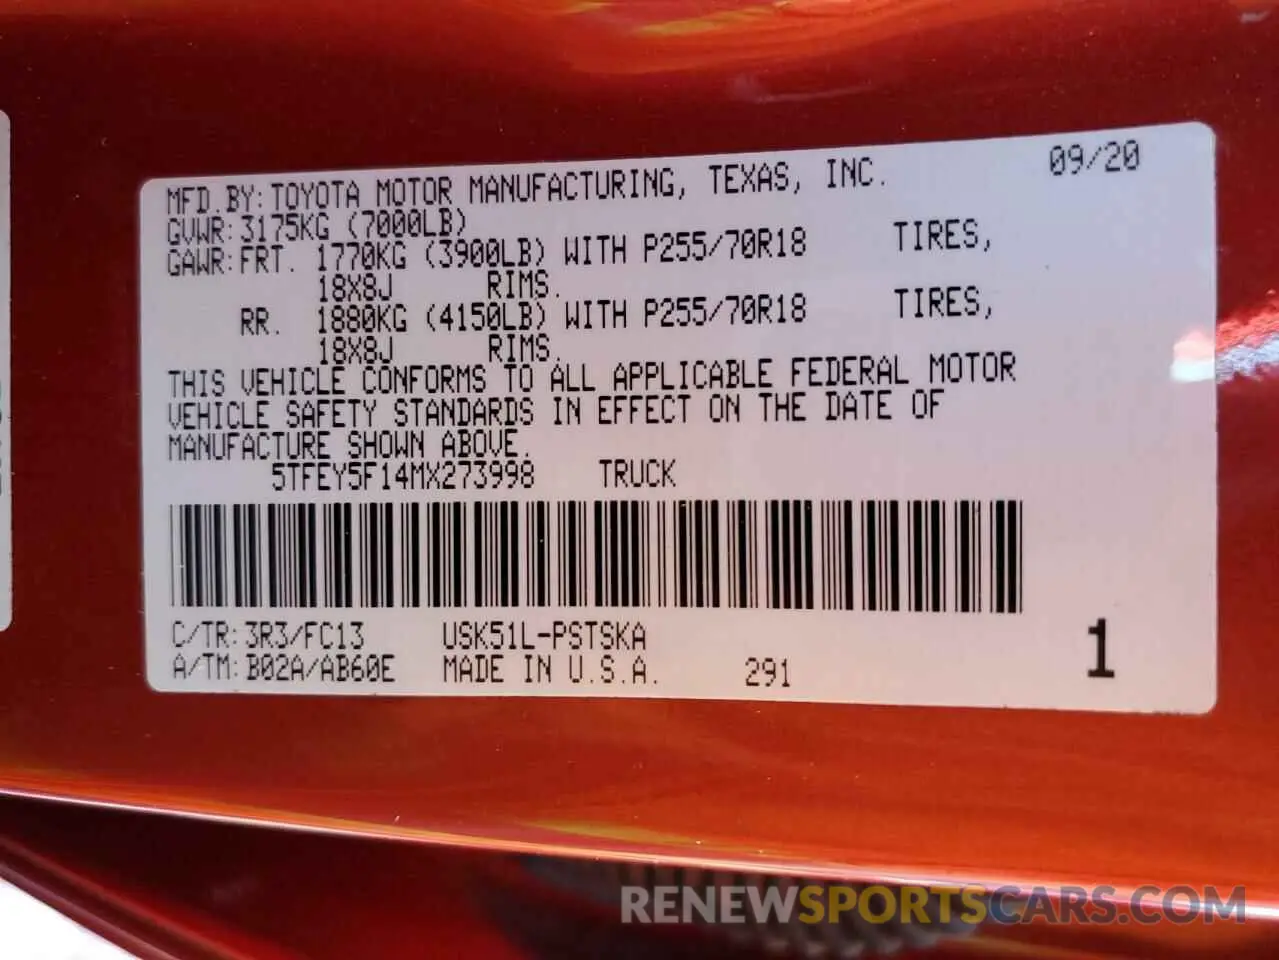 MFD. BY: TOYOTA MOTOR MANUFACTURING, TEXAS, INC. 09/20
GVWR: 3175KG (7000LB)
GAWR: FRT. 1770KG (3900LB) WITH P255/70R18 TIRES,
18X8J RIMS.
RR. 1880KG (4150LB) WITH P255/70R18 TIRES,
18X8J RIMS.
THIS VEHICLE CONFORMS TO ALL APPLICABLE FEDERAL MOTOR
VEHICLE SAFETY STANDARDS IN EFFECT ON THE DATE OF
MANUFACTURE SHOWN ABOVE.
5TFEY5F14MX273998 TRUCK
C/TR: 3R3/FC13 USK51L-PSTSKA
A/TM: B02A/AB60E MADE IN U.S.A. 291 1
RENEWSPORTSCARS.COM